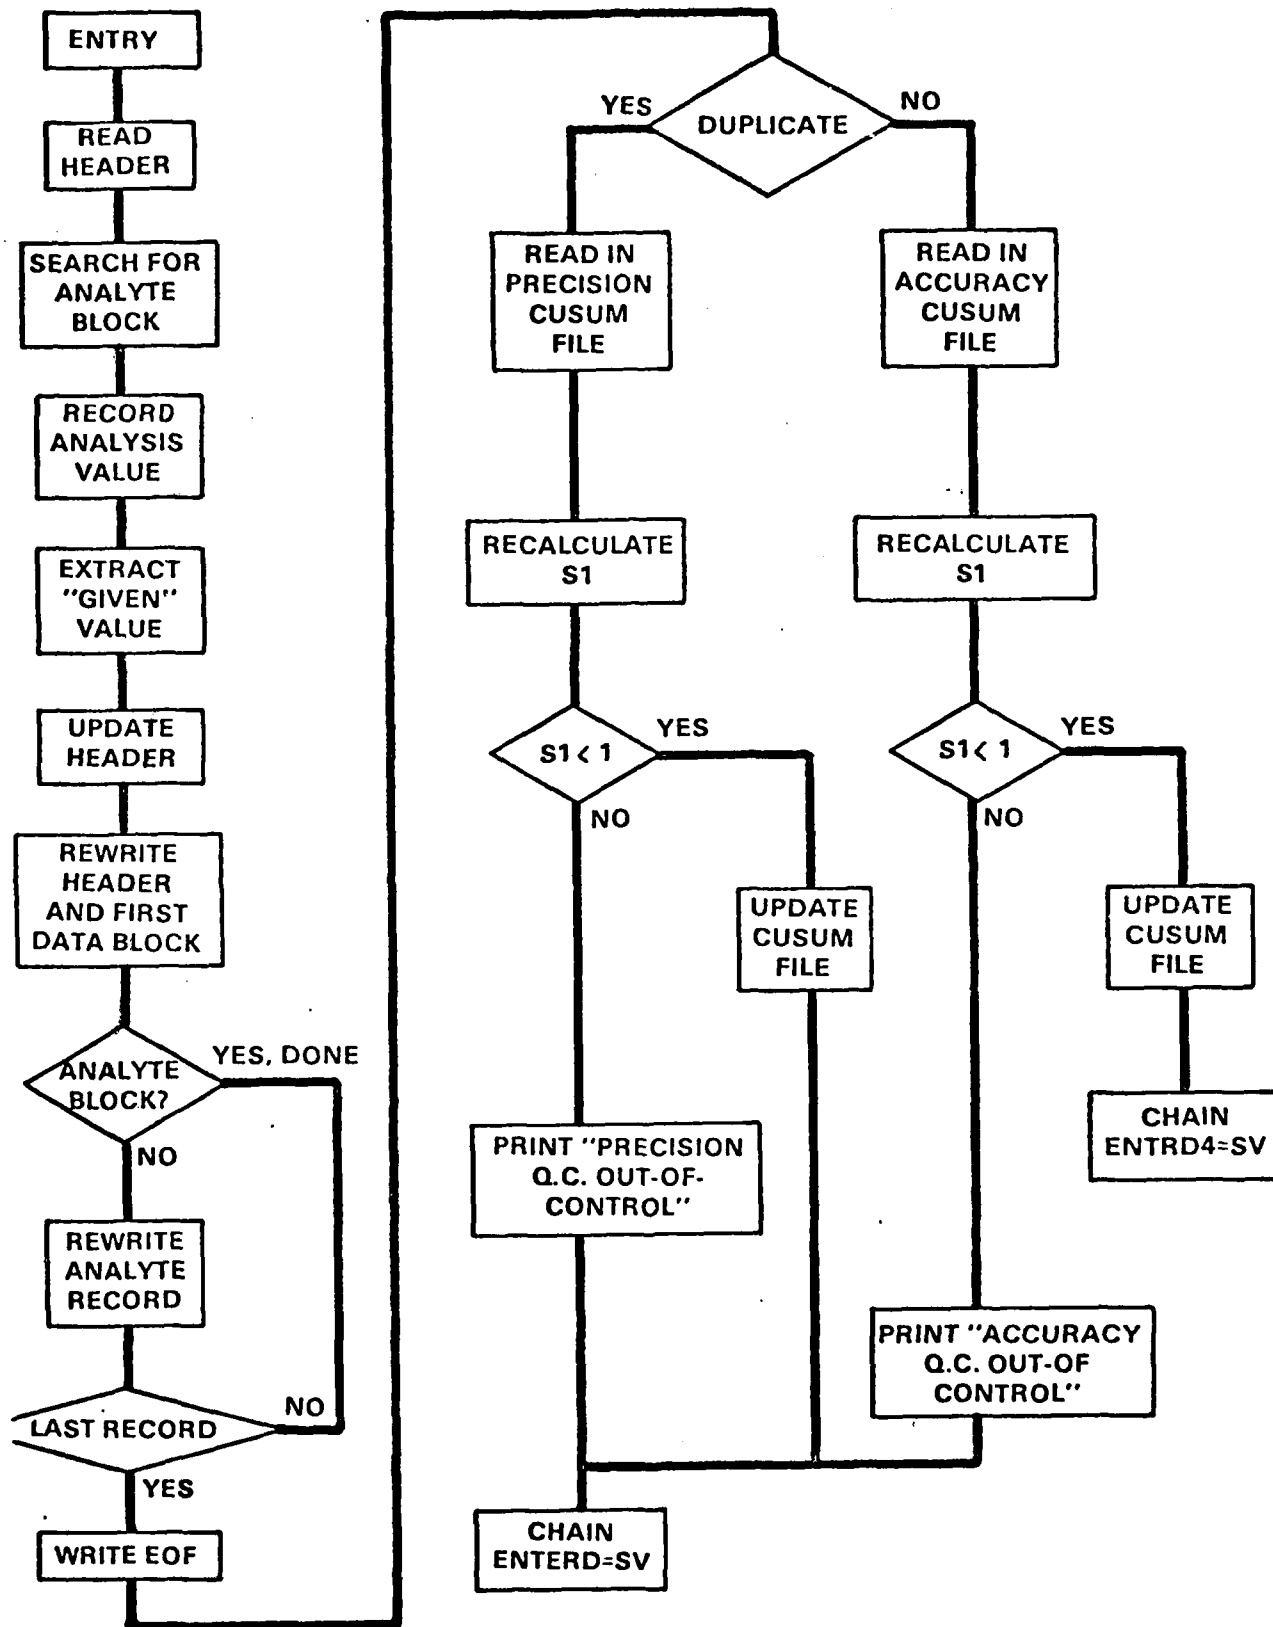 ENTRY
READ
HEADER
SEARCH FOR
ANALYTE
BLOCK
RECORD
ANALYSIS
VALUE
EXTRACT
"GIVEN"
VALUE
UPDATE
HEADER
REWRITE
HEADER
AND FIRST
DATA BLOCK
ANALYTE
BLOCK?
YES, DONE
NO
REWRITE
ANALYTE
RECORD
LAST RECORD
NO
YES
WRITE EOF
DUPLICATE
YES
NO
READ IN
PRECISION
CUSUM
FILE
RECALCULATE
S1
S1 < 1
YES
NO
UPDATE
CUSUM
FILE
PRINT "PRECISION
Q.C. OUT-OF-
CONTROL"
CHAIN
ENTERD=SV
READ IN
ACCURACY
CUSUM
FILE
RECALCULATE
S1
S1 < 1
YES
NO
UPDATE
CUSUM
FILE
CHAIN
ENTRD4=SV
PRINT "ACCURACY
Q.C. OUT-OF
CONTROL"